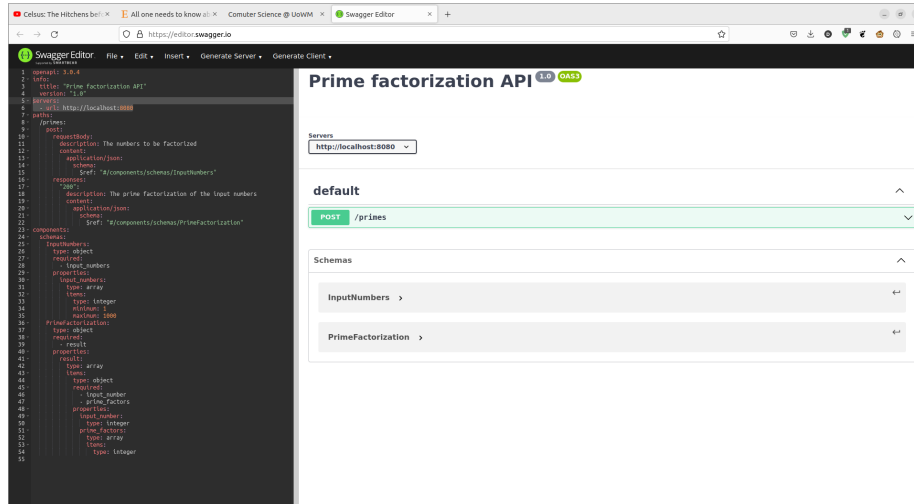 Celsus: The Hitchens bef
All one needs to know ab
Comuter Science @ UoWM
Swagger Editor
https://editor.swagger.io
Swagger Editor
File
Edit
Insert
Generate Server
Generate Client
1 openapi: 3.0.4
2 info:
3 title: "Prime factorization API"
4 version: "1.0"
5 servers:
6 - url: http://localhost:8080
7 paths:
8 /primes:
9 post:
10 requestBody:
11 description: The numbers to be factorized
12 content:
13 application/json:
14 schema:
15 $ref: "#/components/schemas/InputNumbers"
16 responses:
17 "200":
18 description: The prime factorization of the input numbers
19 content:
20 application/json:
21 schema:
22 $ref: "#/components/schemas/PrimeFactorization"
23 components:
24 schemas:
25 InputNumbers:
26 type: object
27 required:
28 - input_numbers
29 properties:
30 input_numbers:
31 type: array
32 items:
33 type: integer
34 minimum: 1
35 maximum: 1000
36 PrimeFactorization:
37 type: object
38 required:
39 - result
40 properties:
41 result:
42 type: array
43 items:
44 type: object
45 required:
46 - input_number
47 - prime_factors
48 properties:
49 input_number:
50 type: integer
51 prime_factors:
52 type: array
53 items:
54 type: integer
55
Prime factorization API 1.0 OAS3
Servers
http://localhost:8080
default
POST /primes
Schemas
InputNumbers
PrimeFactorization